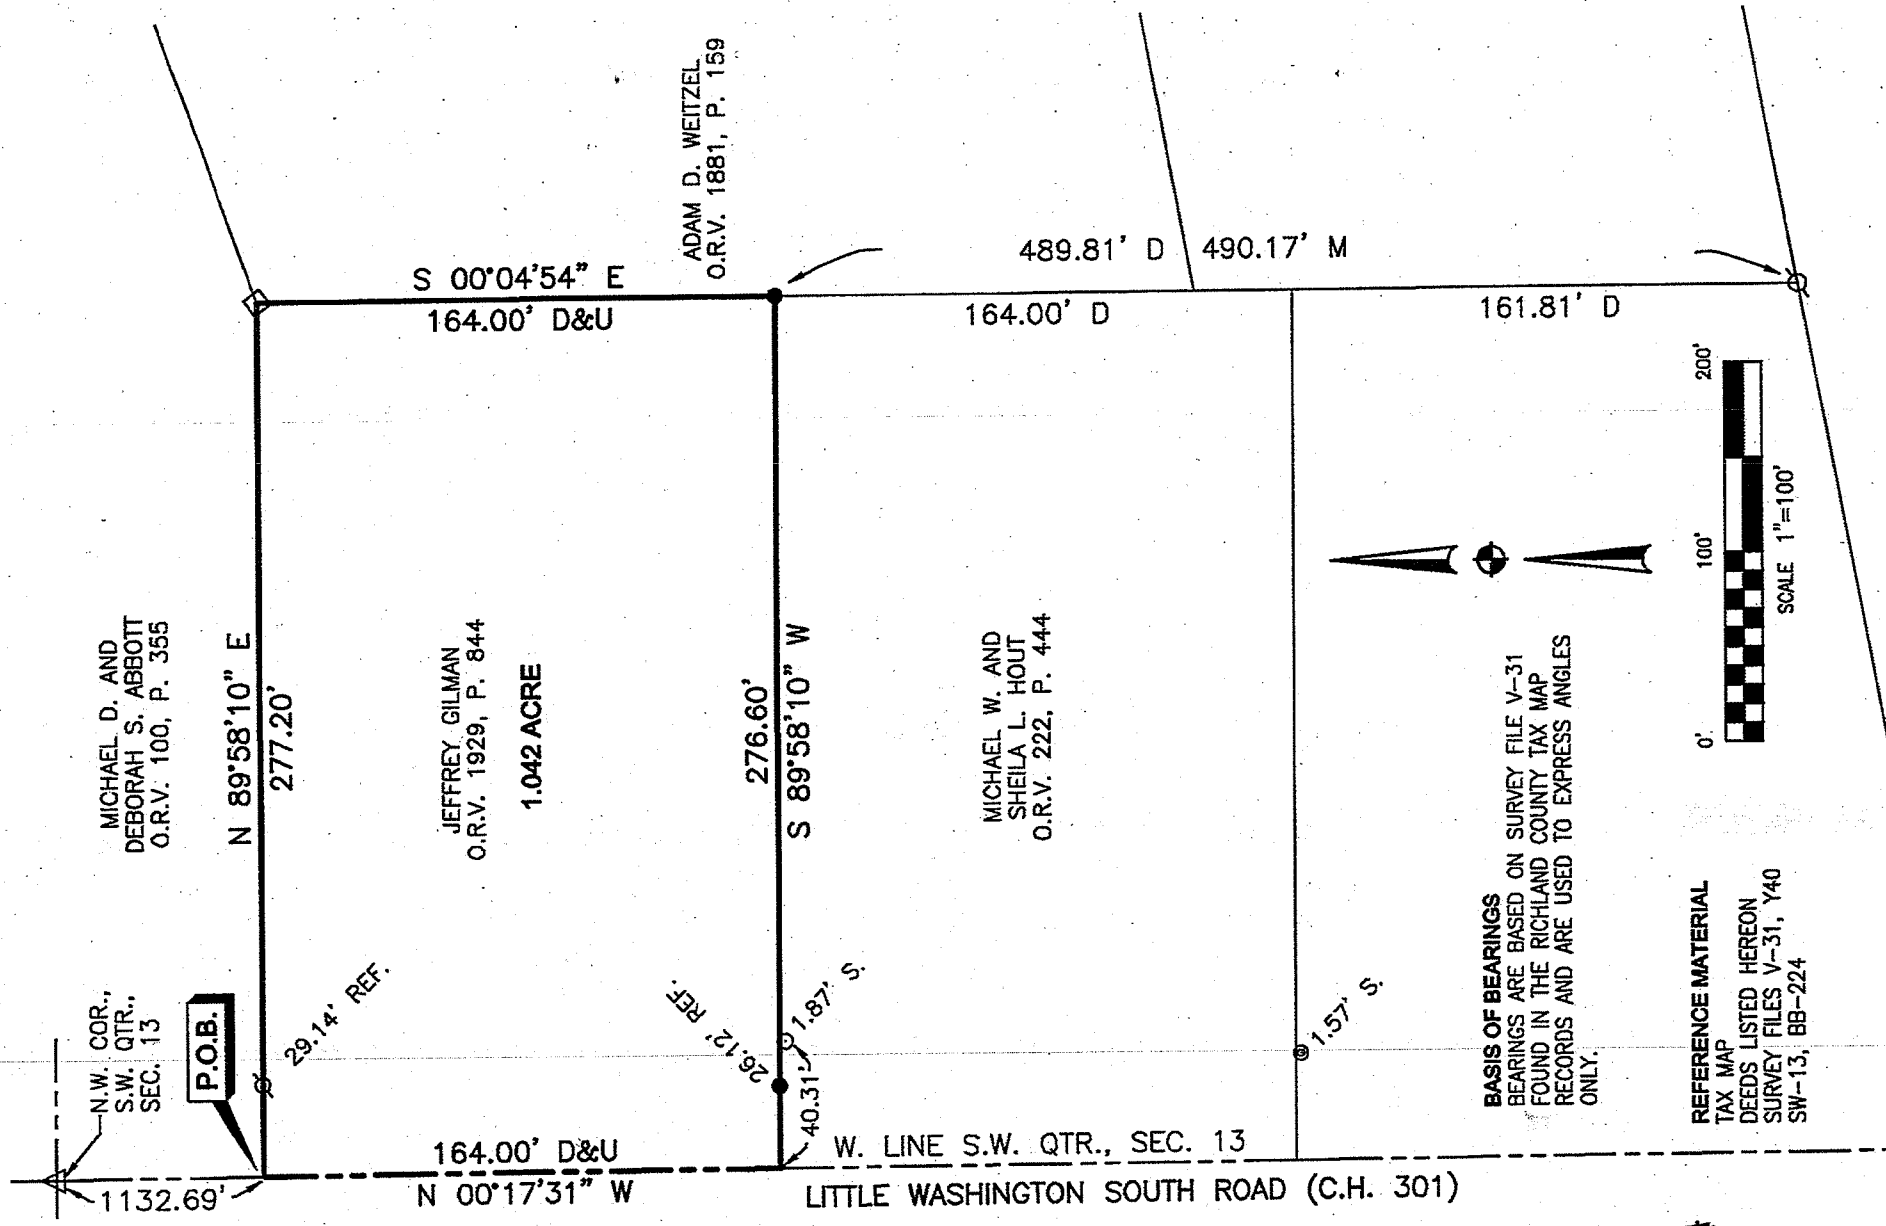 MICHAEL D. AND
DEBORAH S. ABBOTT
O.R.V. 100, P. 355
N.W. COR.,
S.W. QTR.,
SEC. 13
P.O.B.
1132.69'
N 89°58'10" E
277.20'
29.14' REF.
S 00°04'54" E
164.00' D&U
ADAM D. WEITZEL
O.R.V. 1881, P. 159
JEFFREY GILMAN
O.R.V. 1929, P. 844
1.042 ACRE
164.00' D&U
N 00°17'31" W
276.60'
S 89°58'10" W
26.12' REF.
1.87' S.
40.31'
489.81' D
490.17' M
164.00' D
161.81' D
MICHAEL W. AND
SHEILA L. HOUT
O.R.V. 222, P. 444
1.57' S.
W. LINE S.W. QTR., SEC. 13
LITTLE WASHINGTON SOUTH ROAD (C.H. 301)
BASIS OF BEARINGS
BEARINGS ARE BASED ON SURVEY FILE V-31
FOUND IN THE RICHLAND COUNTY TAX MAP
RECORDS AND ARE USED TO EXPRESS ANGLES
ONLY.
0'
100'
200'
SCALE 1"=100'
REFERENCE MATERIAL
TAX MAP
DEEDS LISTED HEREON
SURVEY FILES V-31, Y40
SW-13, BB-224